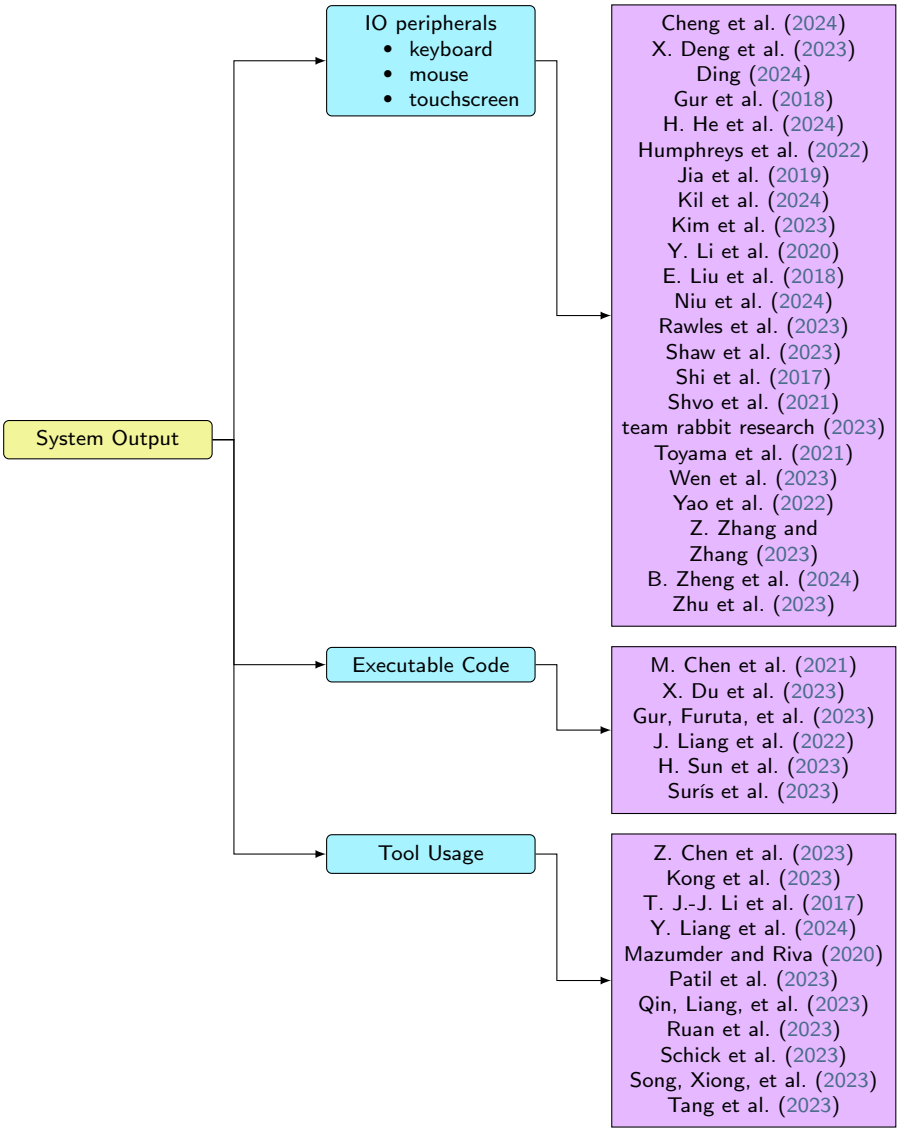 IO peripherals
• keyboard
• mouse
• touchscreen
Cheng et al. (2024)
X. Deng et al. (2023)
Ding (2024)
Gur et al. (2018)
H. He et al. (2024)
Humphreys et al. (2022)
Jia et al. (2019)
Kil et al. (2024)
Kim et al. (2023)
Y. Li et al. (2020)
E. Liu et al. (2018)
Niu et al. (2024)
Rawles et al. (2023)
Shaw et al. (2023)
Shi et al. (2017)
Shvo et al. (2021)
team rabbit research (2023)
Toyama et al. (2021)
Wen et al. (2023)
Yao et al. (2022)
Z. Zhang and
Zhang (2023)
B. Zheng et al. (2024)
Zhu et al. (2023)
System Output
Executable Code
M. Chen et al. (2021)
X. Du et al. (2023)
Gur, Furuta, et al. (2023)
J. Liang et al. (2022)
H. Sun et al. (2023)
Surís et al. (2023)
Tool Usage
Z. Chen et al. (2023)
Kong et al. (2023)
T. J.-J. Li et al. (2017)
Y. Liang et al. (2024)
Mazumder and Riva (2020)
Patil et al. (2023)
Qin, Liang, et al. (2023)
Ruan et al. (2023)
Schick et al. (2023)
Song, Xiong, et al. (2023)
Tang et al. (2023)